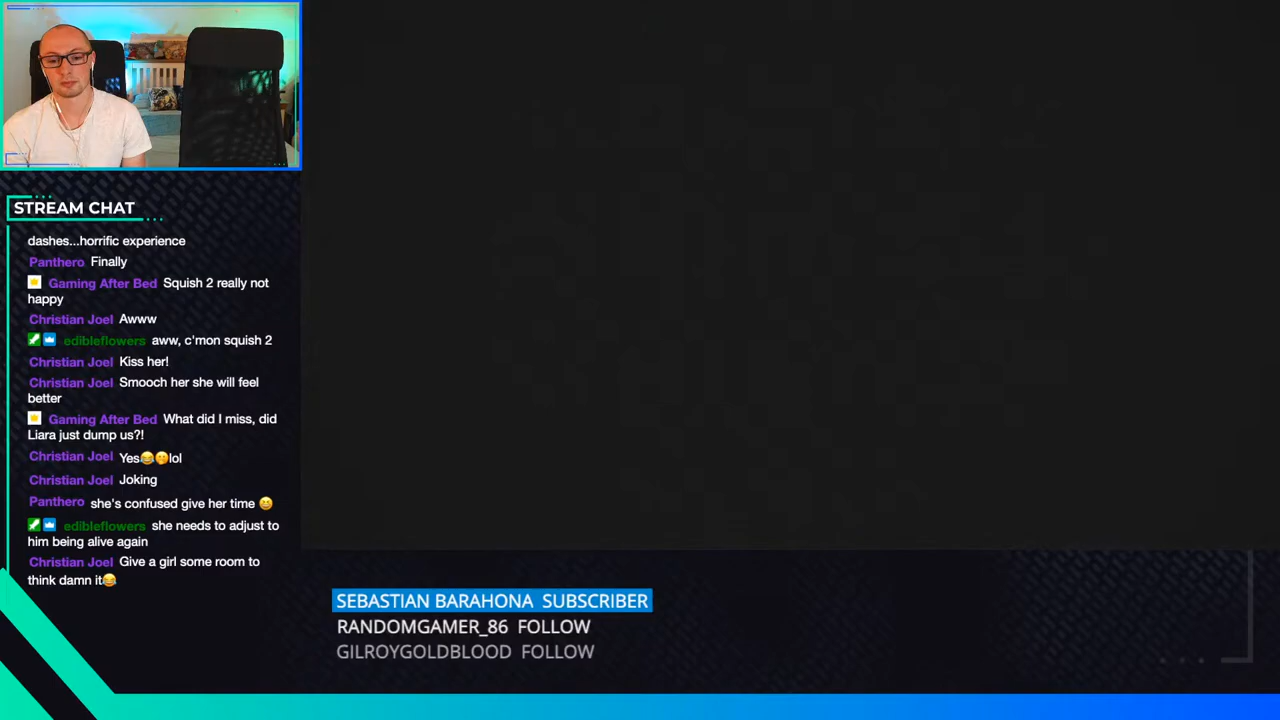 STREAM CHAT
dashes...horrific experience
Panthero Finally
Gaming After Bed Squish 2 really not
happy
Christian Joel Awww
edibleflowers aww, c'mon squish 2
Christian Joel Kiss her!
Christian Joel Smooch her she will feel
better
Gaming After Bed What did I miss, did
Liara just dump us?!
Christian Joel Yes😂🤭lol
Christian Joel Joking
Panthero she's confused give her time 😆
edibleflowers she needs to adjust to
him being alive again
Christian Joel Give a girl some room to
think damn it😂
SEBASTIAN BARAHONA SUBSCRIBER
RANDOMGAMER_86 FOLLOW
GILROYGOLDBLOOD FOLLOW